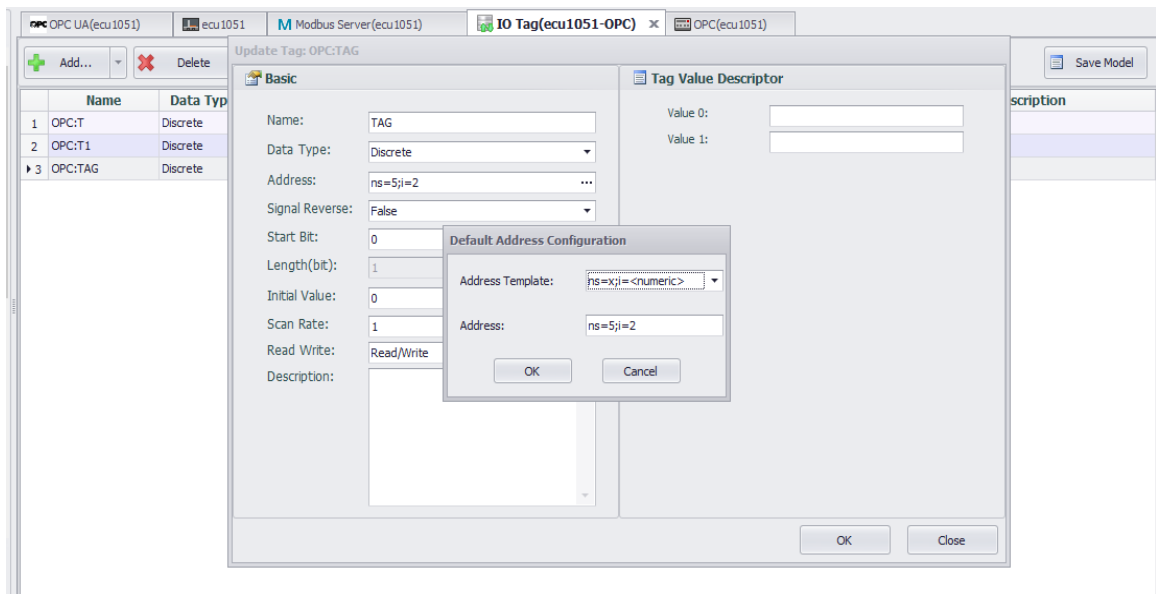 OPC OPC UA(ecu1051) ecu1051 M Modbus Server(ecu1051) IO Tag(ecu1051-OPC) × OPC(ecu1051)
Add... Delete Save Model
Update Tag: OPC:TAG
Name Data Typ scription
1 OPC:T Discrete
2 OPC:T1 Discrete
3 OPC:TAG Discrete
Basic
Name: TAG
Data Type: Discrete
Address: ns=5;i=2 ...
Signal Reverse: False
Start Bit: 0
Length(bit): 1
Initial Value: 0
Scan Rate: 1
Read Write: Read/Write
Description:
Tag Value Descriptor
Value 0:
Value 1:
Default Address Configuration
Address Template: ns=x;i=<numeric>
Address: ns=5;i=2
OK Cancel
OK Close